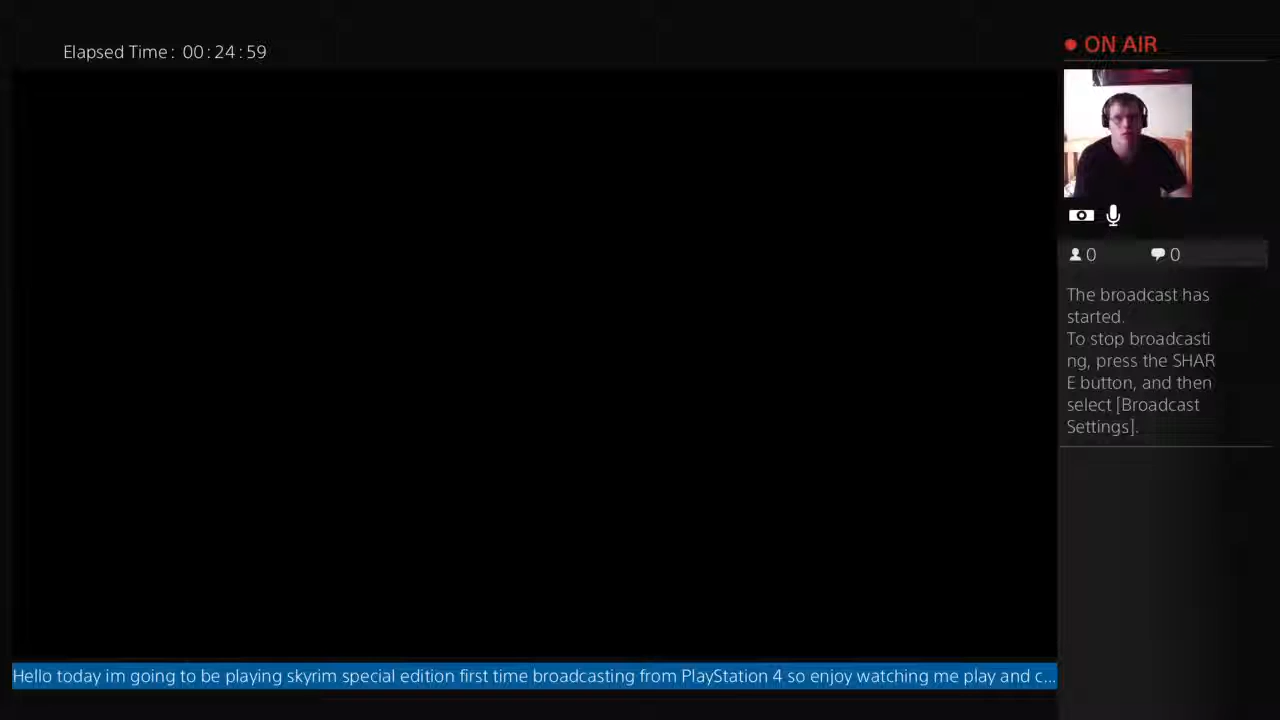 Elapsed Time: 00:24:59
ON AIR
0 0
The broadcast has
started.
To stop broadcasti
ng, press the SHAR
E button, and then
select [Broadcast
Settings].
Hello today im going to be playing skyrim special edition first time broadcasting from PlayStation 4 so enjoy watching me play and c...